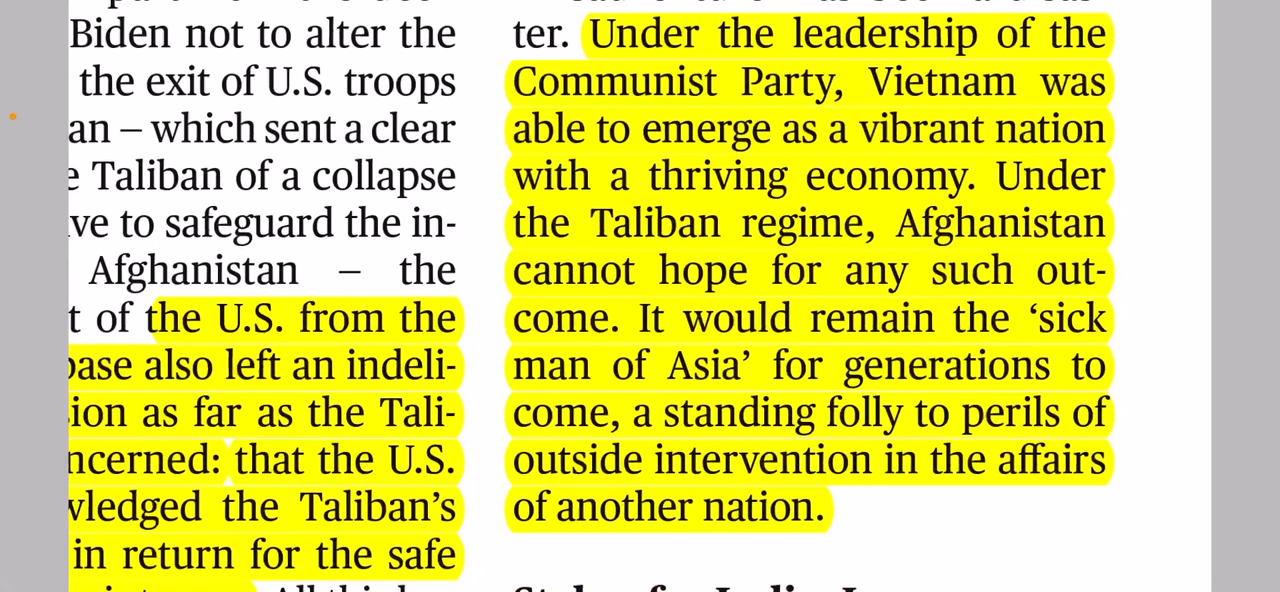 Biden not to alter the
the exit of U.S. troops
an – which sent a clear
e Taliban of a collapse
ve to safeguard the in-
Afghanistan – the
t of the U.S. from the
base also left an indeli-
sion as far as the Tali-
ncerned: that the U.S.
wledged the Taliban’s
in return for the safe
ter. Under the leadership of the
Communist Party, Vietnam was
able to emerge as a vibrant nation
with a thriving economy. Under
the Taliban regime, Afghanistan
cannot hope for any such out-
come. It would remain the ‘sick
man of Asia’ for generations to
come, a standing folly to perils of
outside intervention in the affairs
of another nation.